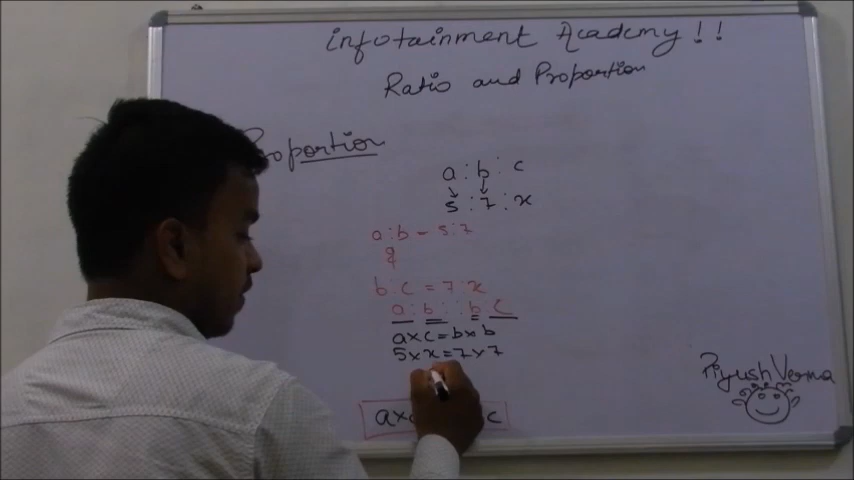 infotainment Academy !!
Ratio and Proportion
Proportion
a : b : c
5 : 7 : x
a : b = 5 : 7
&
b : c = 7 : x
a : b : : b : c
a×c = b×b
5×x = 7×7
a× c
Piyush Verma